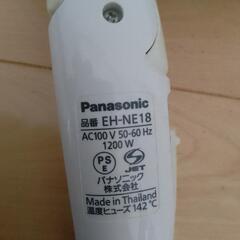 Panasonic
品番 EH-NE18
AC100 V 50-60 Hz
1200 W
PS
E
S
JET
パナソニック
株式会社
Made in Thailand
温度ヒューズ 142 ℃